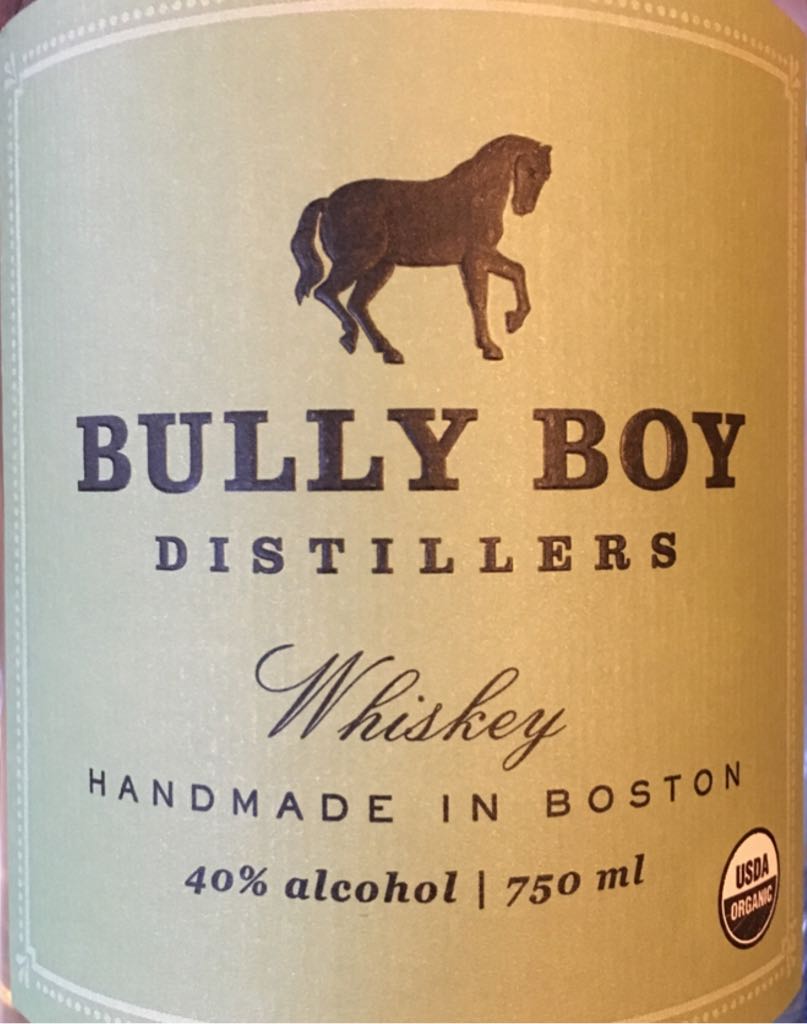 BULLY BOY
DISTILLERS
Whiskey
HANDMADE IN BOSTON
40% alcohol | 750 ml
USDA
ORGANIC